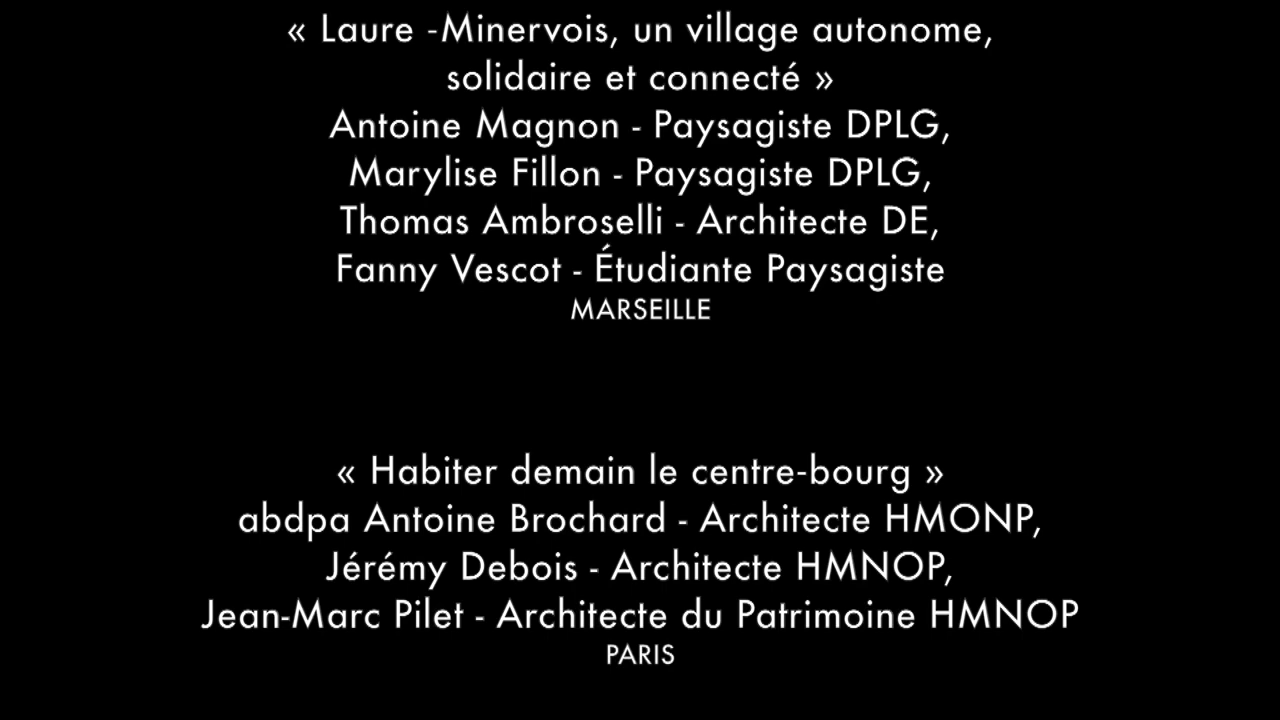 « Laure -Minervois, un village autonome,
solidaire et connecté »
Antoine Magnon - Paysagiste DPLG,
Marylise Fillon - Paysagiste DPLG,
Thomas Ambroselli - Architecte DE,
Fanny Vescot - Étudiante Paysagiste
MARSEILLE
« Habiter demain le centre-bourg »
abdpa Antoine Brochard - Architecte HMONP,
Jérémy Debois - Architecte HMNOP,
Jean-Marc Pilet - Architecte du Patrimoine HMNOP
PARIS